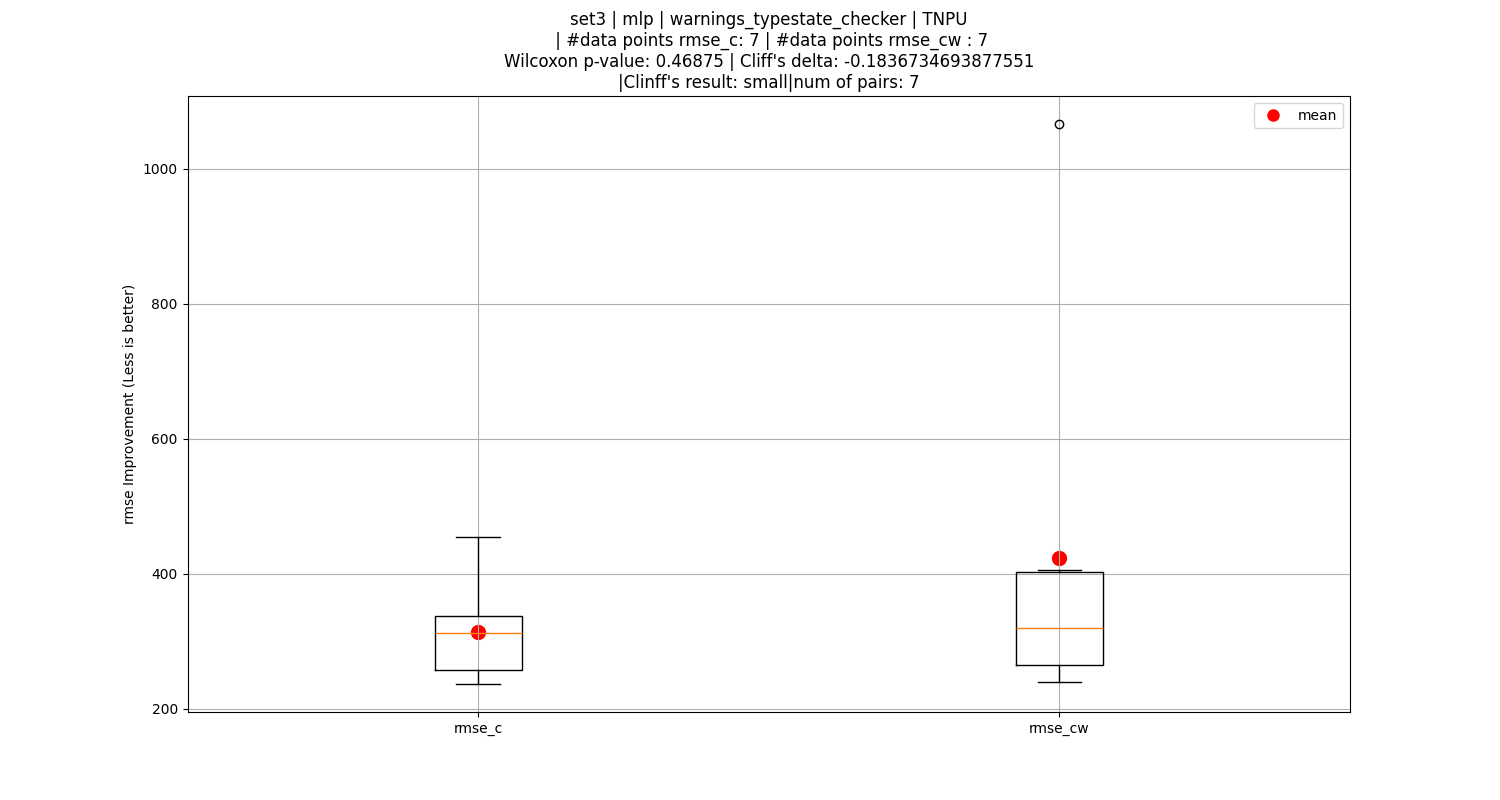 set3 | mlp | warnings_typestate_checker | TNPU
| #data points rmse_c: 7 | #data points rmse_cw : 7
Wilcoxon p-value: 0.46875 | Cliff's delta: -0.1836734693877551
|Clinff's result: small|num of pairs: 7
mean
1000
800
600
400
200
rmse Improvement (Less is better)
rmse_c
rmse_cw